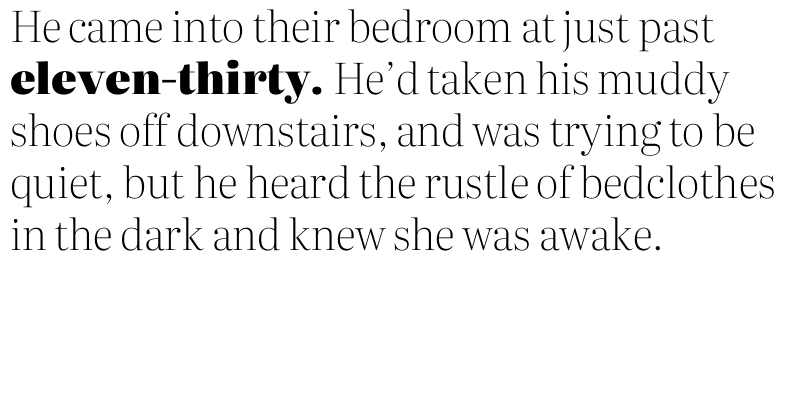 He came into their bedroom at just past
eleven-thirty. He’d taken his muddy
shoes off downstairs, and was trying to be
quiet, but he heard the rustle of bedclothes
in the dark and knew she was awake.